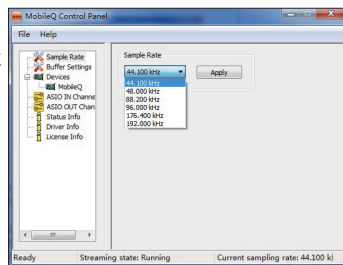 MobileQ Control Panel
File Help
Sample Rate
Buffer Settings
Devices
MobileQ
ASIO IN Channe
ASIO OUT Chan
Status Info
Driver Info
License Info
Sample Rate
44.100 kHz
Apply
44.100 kHz
48.000 kHz
88.200 kHz
96.000 kHz
176.400 kHz
192.000 kHz
Ready Streaming state: Running Current sampling rate: 44.100 kl